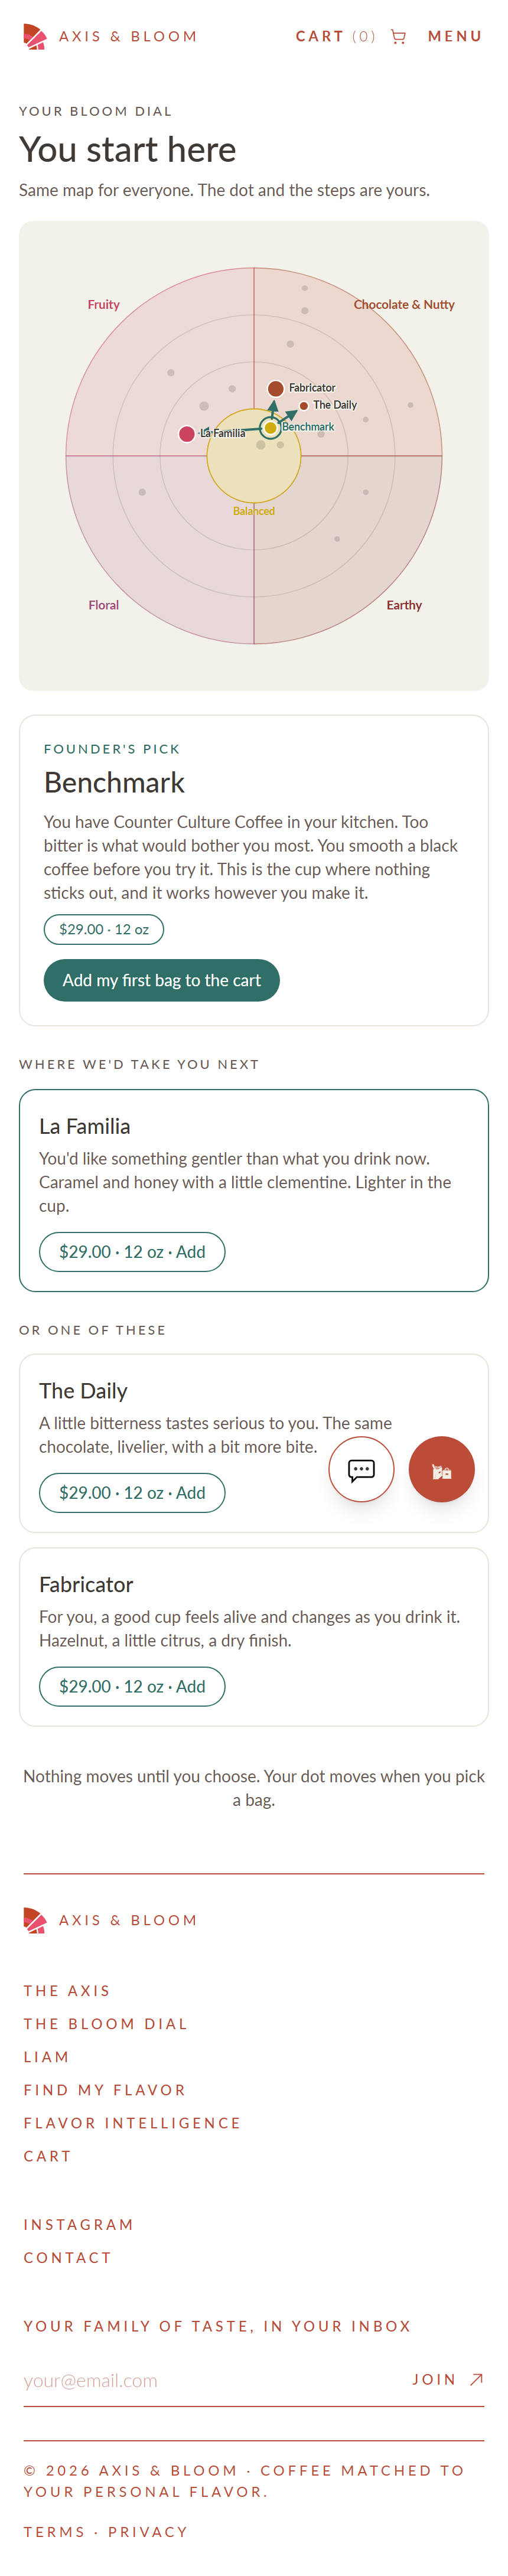 AXIS & BLOOM
CART (0)
MENU
YOUR BLOOM DIAL
You start here
Same map for everyone. The dot and the steps are yours.
Fruity
Chocolate & Nutty
Fabricator
The Daily
La Familia
Benchmark
Balanced
Floral
Earthy
FOUNDER'S PICK
Benchmark
You have Counter Culture Coffee in your kitchen. Too
bitter is what would bother you most. You smooth a black
coffee before you try it. This is the cup where nothing
sticks out, and it works however you make it.
$29.00 · 12 oz
Add my first bag to the cart
WHERE WE'D TAKE YOU NEXT
La Familia
You'd like something gentler than what you drink now.
Caramel and honey with a little clementine. Lighter in the
cup.
$29.00 · 12 oz · Add
OR ONE OF THESE
The Daily
A little bitterness tastes serious to you. The same
chocolate, livelier, with a bit more bite.
$29.00 · 12 oz · Add
Fabricator
For you, a good cup feels alive and changes as you drink it.
Hazelnut, a little citrus, a dry finish.
$29.00 · 12 oz · Add
Nothing moves until you choose. Your dot moves when you pick
a bag.
AXIS & BLOOM
THE AXIS
THE BLOOM DIAL
LIAM
FIND MY FLAVOR
FLAVOR INTELLIGENCE
CART
INSTAGRAM
CONTACT
YOUR FAMILY OF TASTE, IN YOUR INBOX
your@email.com
JOIN
© 2026 AXIS & BLOOM · COFFEE MATCHED TO
YOUR PERSONAL FLAVOR.
TERMS · PRIVACY